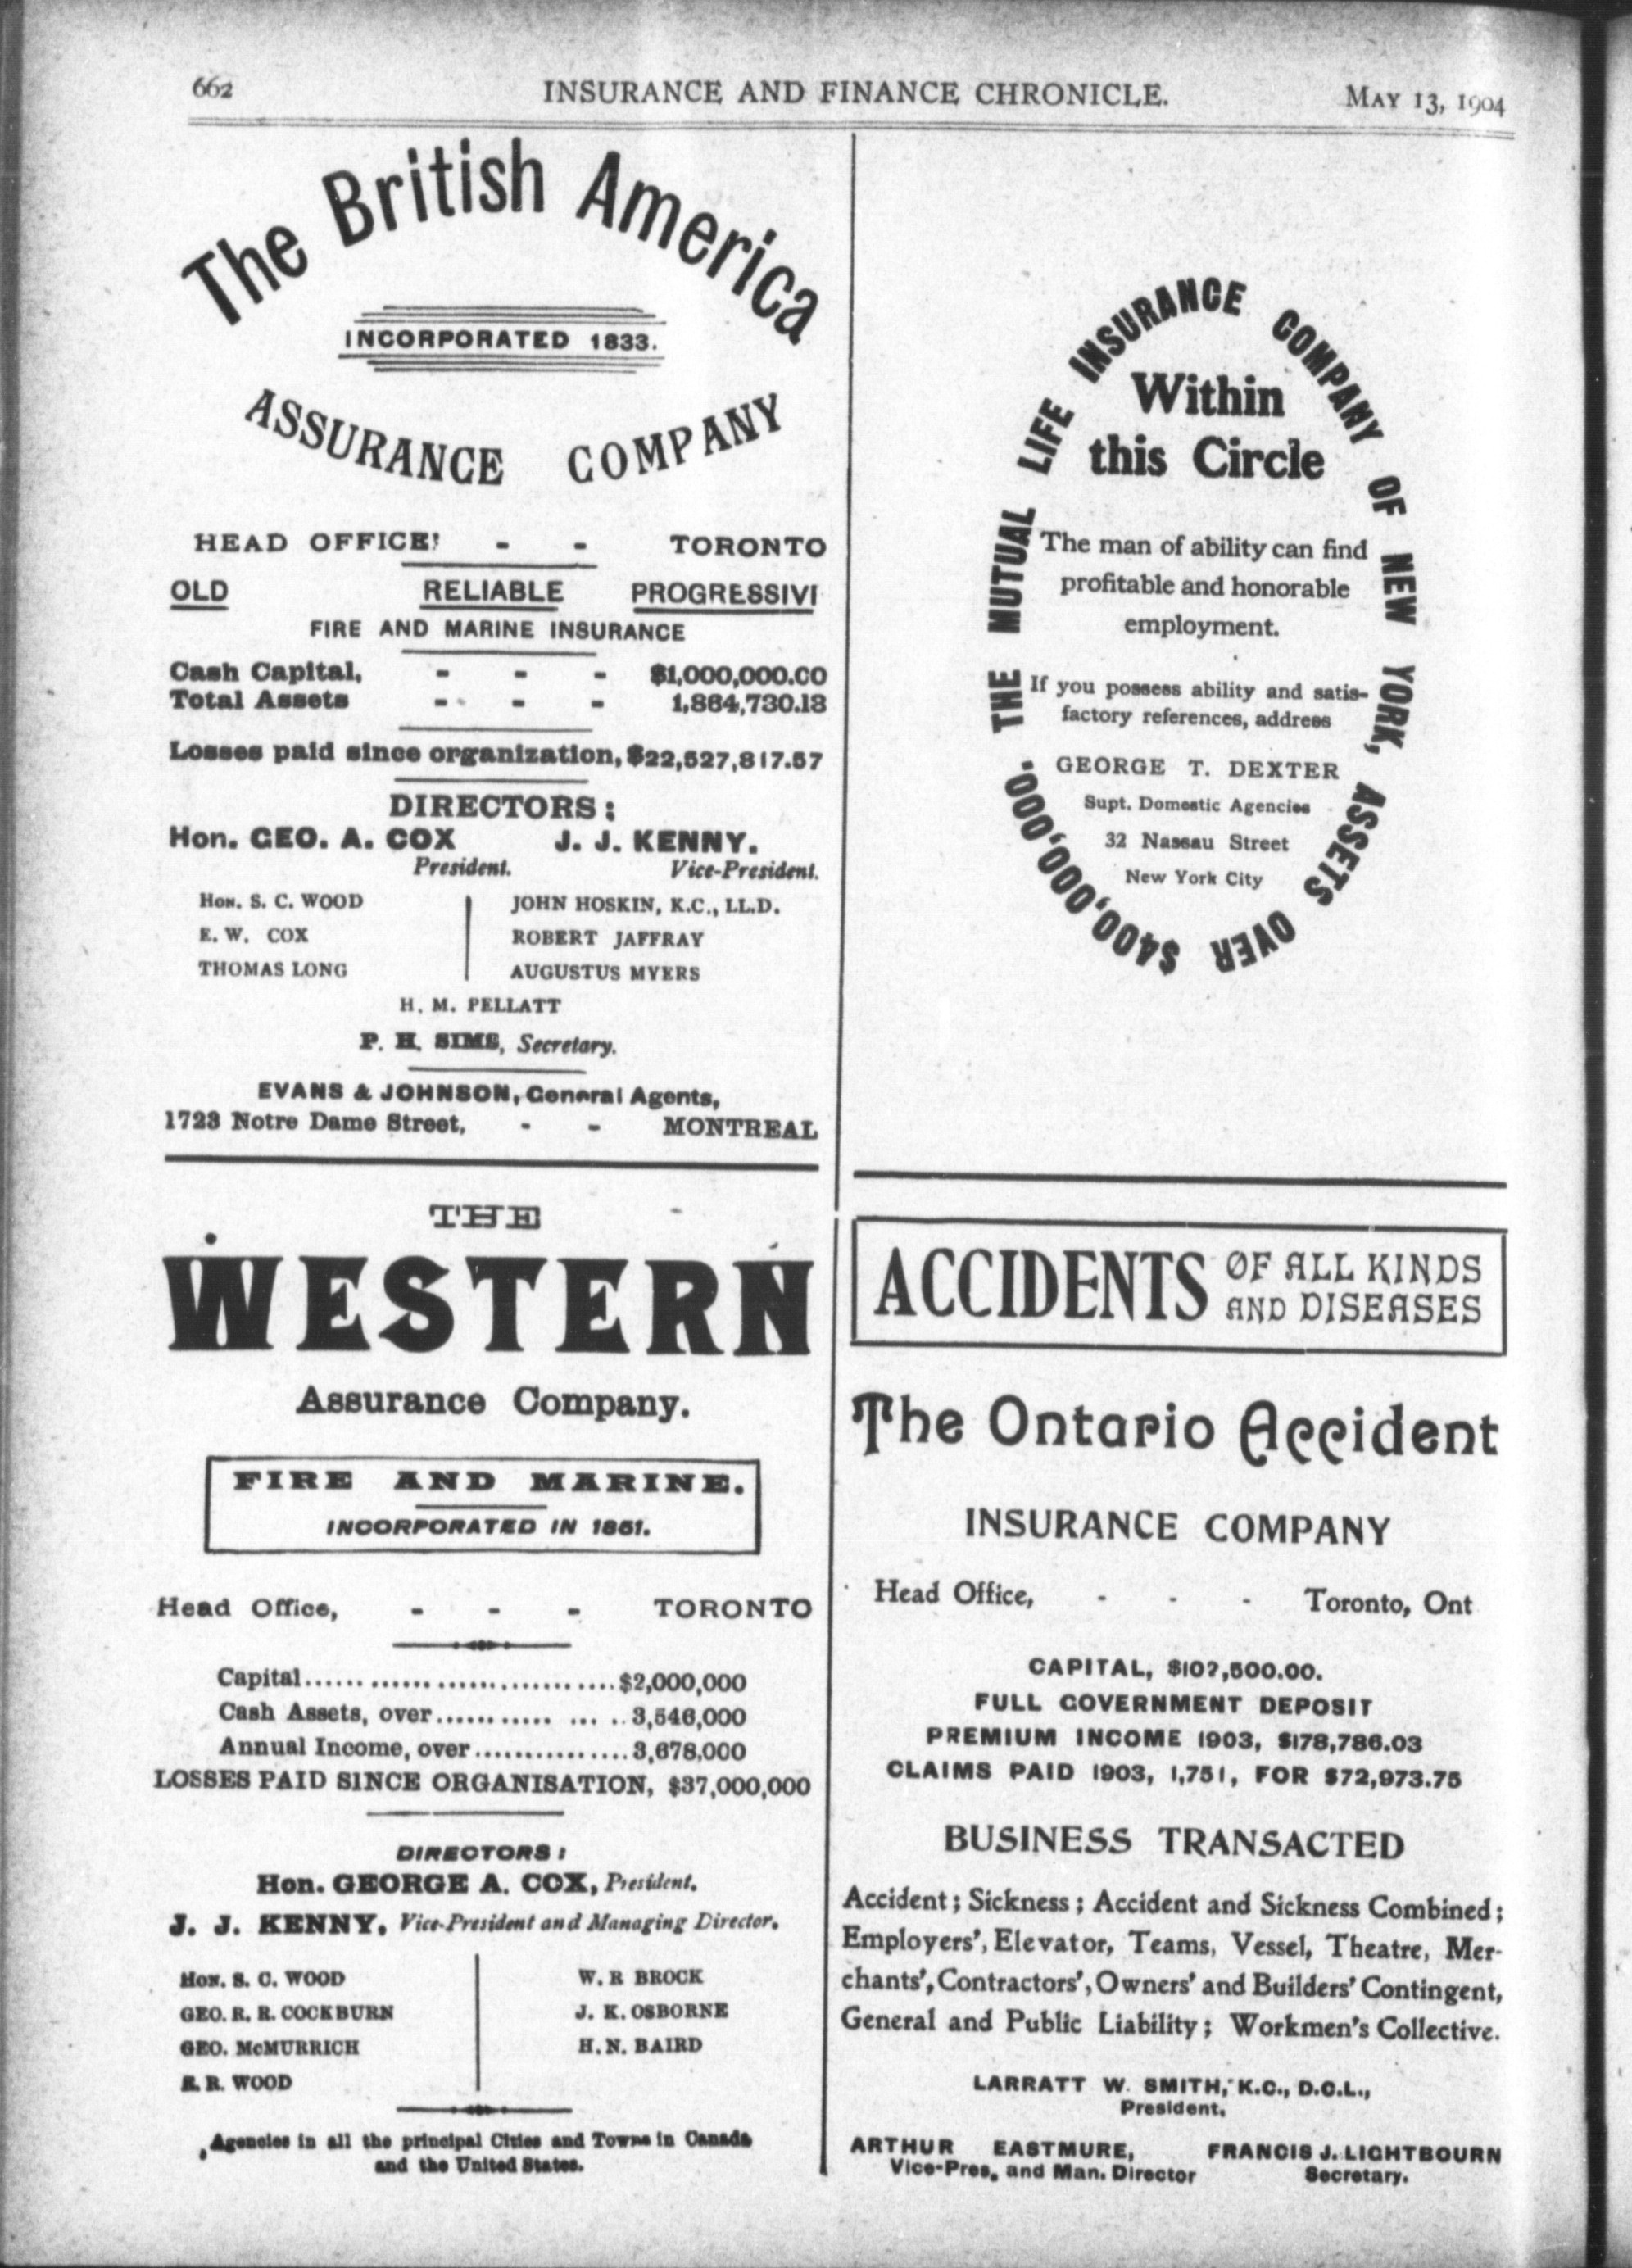 662
INSURANCE AND FINANCE CHRONICLE.
MAY 13, 1904
The British America
INCORPORATED 1833.
ASSURANCE COMPANY
HEAD OFFICE: - - TORONTO
OLD RELIABLE PROGRESSIVE
FIRE AND MARINE INSURANCE
Cash Capital, - - - $1,000,000.00
Total Assets - - - 1,864,730.13
Losses paid since organization, $22,527,817.57
DIRECTORS:
Hon. GEO. A. COX J. J. KENNY.
President. Vice-President.
HON. S. C. WOOD
E. W. COX
THOMAS LONG
JOHN HOSKIN, K.C., LL.D.
ROBERT JAFFRAY
AUGUSTUS MYERS
H. M. PELLATT
P. H. SIMS, Secretary.
EVANS & JOHNSON, General Agents,
1723 Notre Dame Street, - - MONTREAL
THE
WESTERN
Assurance Company.
FIRE AND MARINE.
INCORPORATED IN 1851.
Head Office, - - - TORONTO
Capital.......................................$2,000,000
Cash Assets, over........... ... ..3,546,000
Annual Income, over................3,678,000
LOSSES PAID SINCE ORGANISATION, $37,000,000
DIRECTORS:
Hon. GEORGE A. COX, President.
J. J. KENNY, Vice-President and Managing Director.
HON. S. C. WOOD
GEO. R. R. COCKBURN
GEO. McMURRICH
R. WOOD
W. R BROCK
J. K. OSBORNE
H. N. BAIRD
Agencies in all the principal Cities and Towns in Canada
and the United States.
THE MUTUAL LIFE INSURANCE COMPANY OF NEW YORK, ASSETS OVER $400,000,000.
Within
this Circle
The man of ability can find
profitable and honorable
employment.
If you possess ability and satis-
factory references, address
GEORGE T. DEXTER
Supt. Domestic Agencies
32 Nassau Street
New York City
ACCIDENTS OF ALL KINDS
AND DISEASES
The Ontario Accident
INSURANCE COMPANY
Head Office, - - - Toronto, Ont
CAPITAL,
FULL GOVERNMENT DEPOSIT
PREMIUM INCOME 1903, $178,786.03
CLAIMS PAID 1903, 1,751, FOR $72,973.75
BUSINESS TRANSACTED
Accident; Sickness; Accident and Sickness Combined;
Employers', Elevator, Teams, Vessel, Theatre, Mer-
chants', Contractors', Owners' and Builders' Contingent,
General and Public Liability; Workmen's Collective.
LARRATT W. SMITH, K.C., D.C.L.,
President.
ARTHUR EASTMURE,
Vice-Pres, and Man. Director
FRANCIS J. LIGHTBOURN
Secretary.